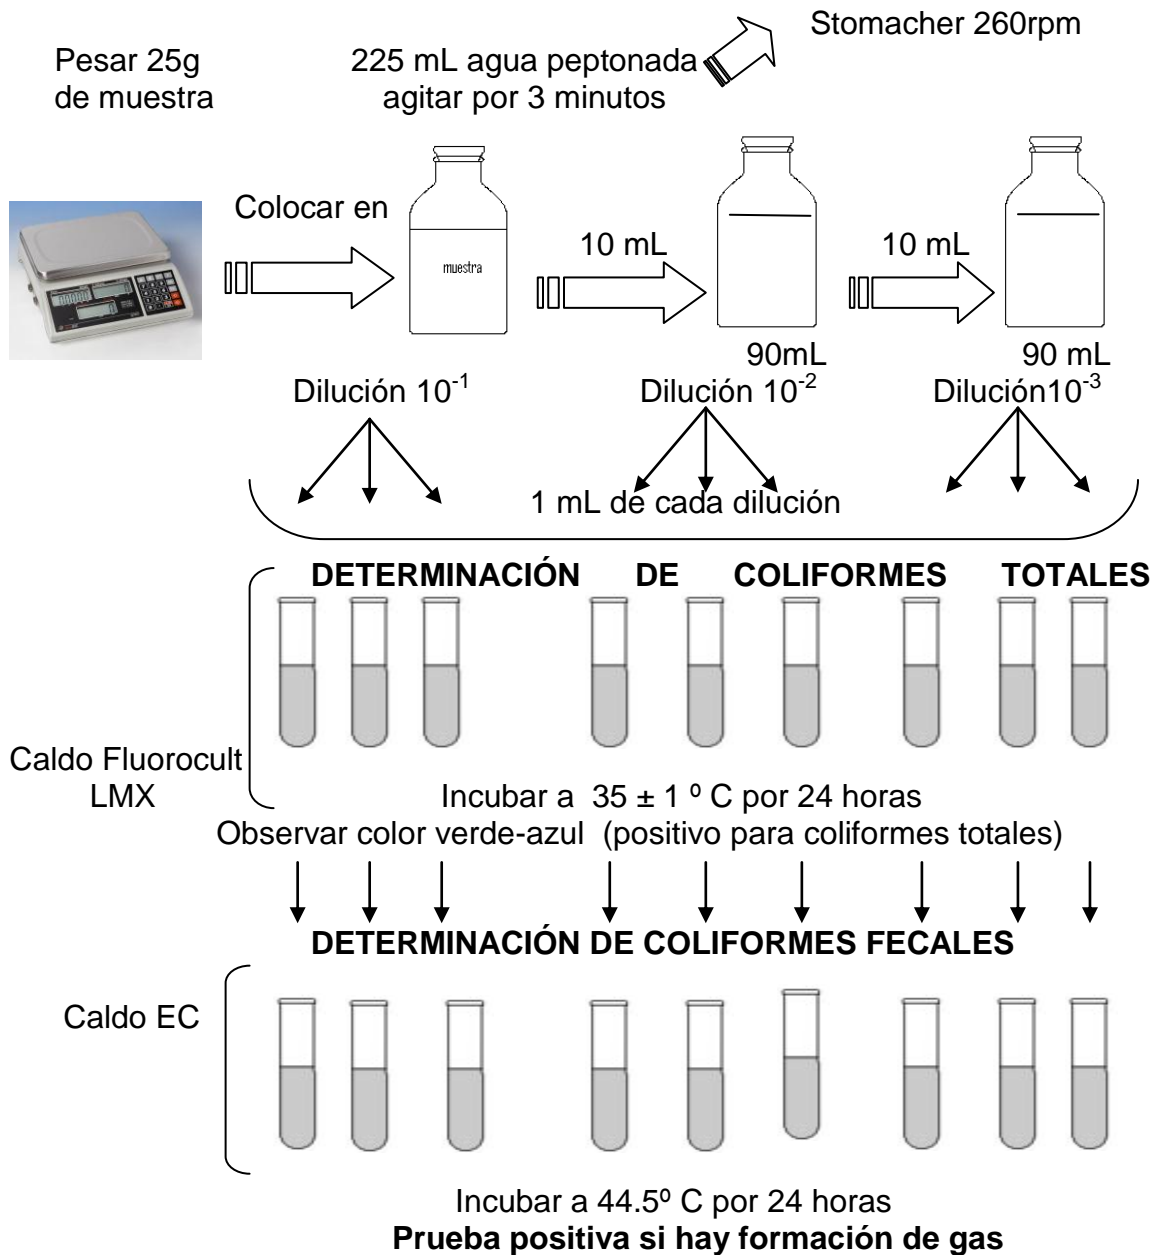 Stomacher 260rpm
Pesar 25g
de muestra
225 mL agua peptonada
agitar por 3 minutos
Colocar en
muestra
10 mL
10 mL
90mL
90 mL
Dilución 10⁻¹
Dilución 10⁻²
Dilución10⁻³
1 mL de cada dilución
DETERMINACIÓN DE COLIFORMES TOTALES
Caldo Fluorocult
LMX
Incubar a 35 ± 1 º C por 24 horas
Observar color verde-azul (positivo para coliformes totales)
DETERMINACIÓN DE COLIFORMES FECALES
Caldo EC
Incubar a 44.5º C por 24 horas
Prueba positiva si hay formación de gas